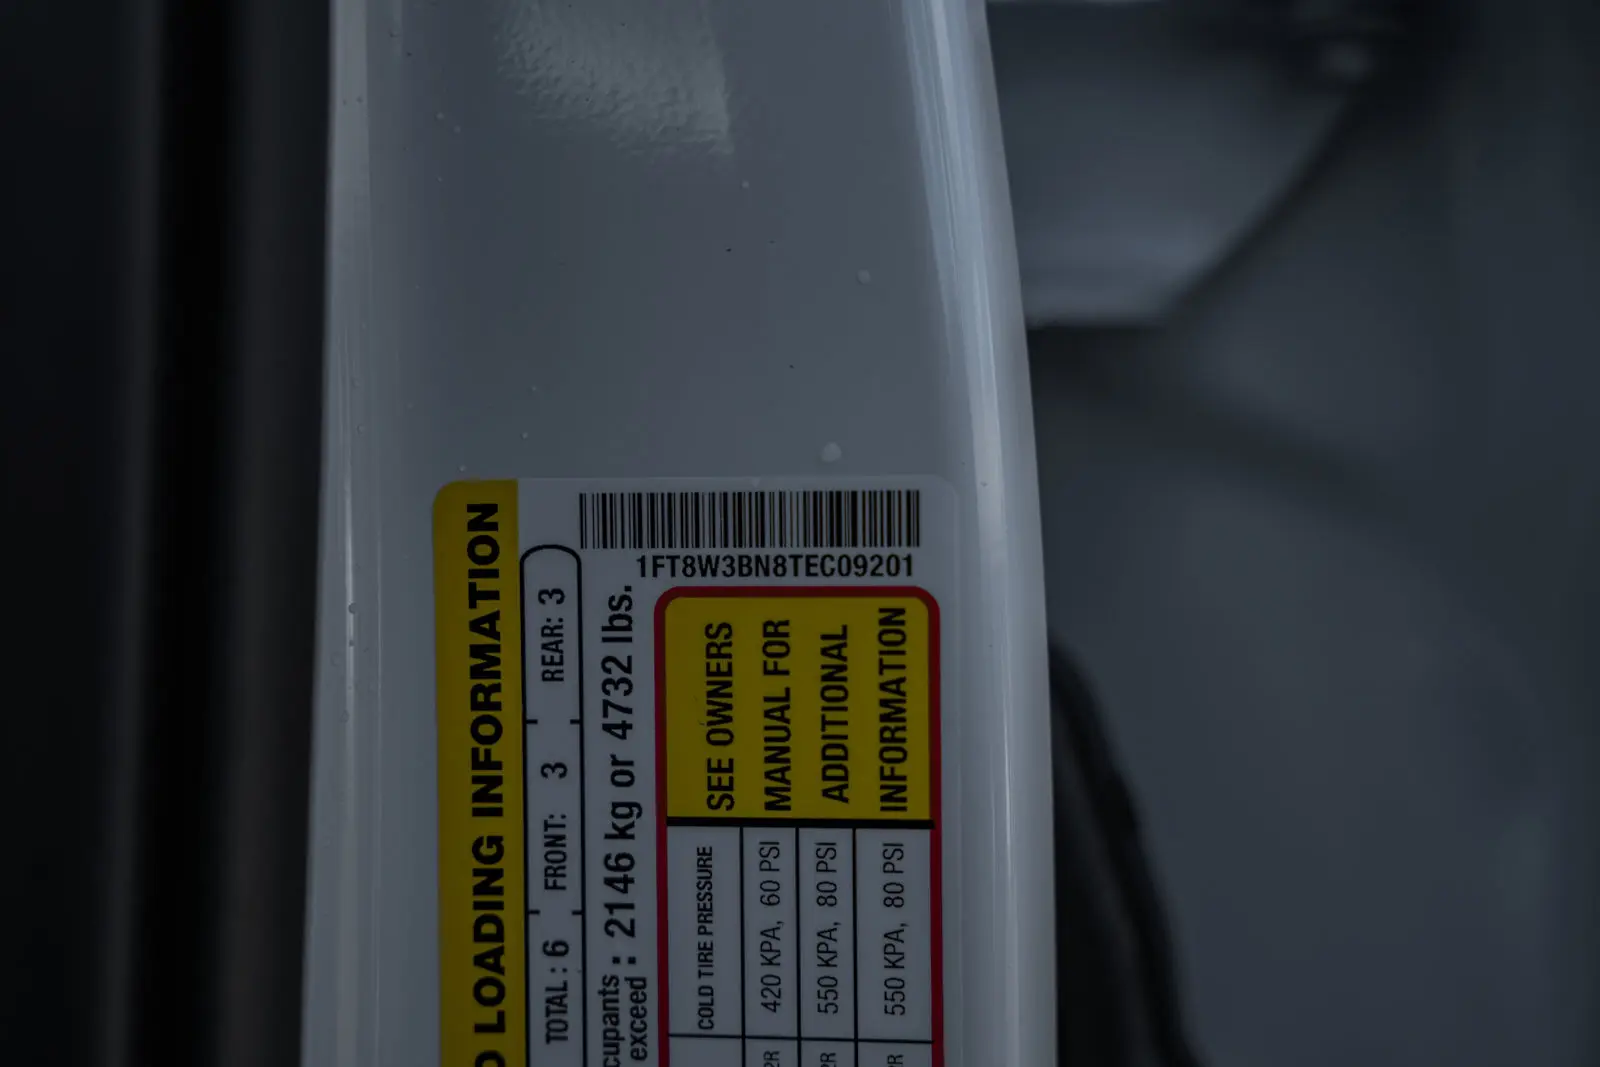 1FT8W3BN8TEC09201
LOADING INFORMATION
TOTAL : 6 FRONT: 3 REAR: 3
: 2146 kg or 4732 lbs.
exceed
SEE OWNERS
MANUAL FOR
ADDITIONAL
INFORMATION
COLD TIRE PRESSURE
420 KPA, 60 PSI
550 KPA, 80 PSI
550 KPA, 80 PSI